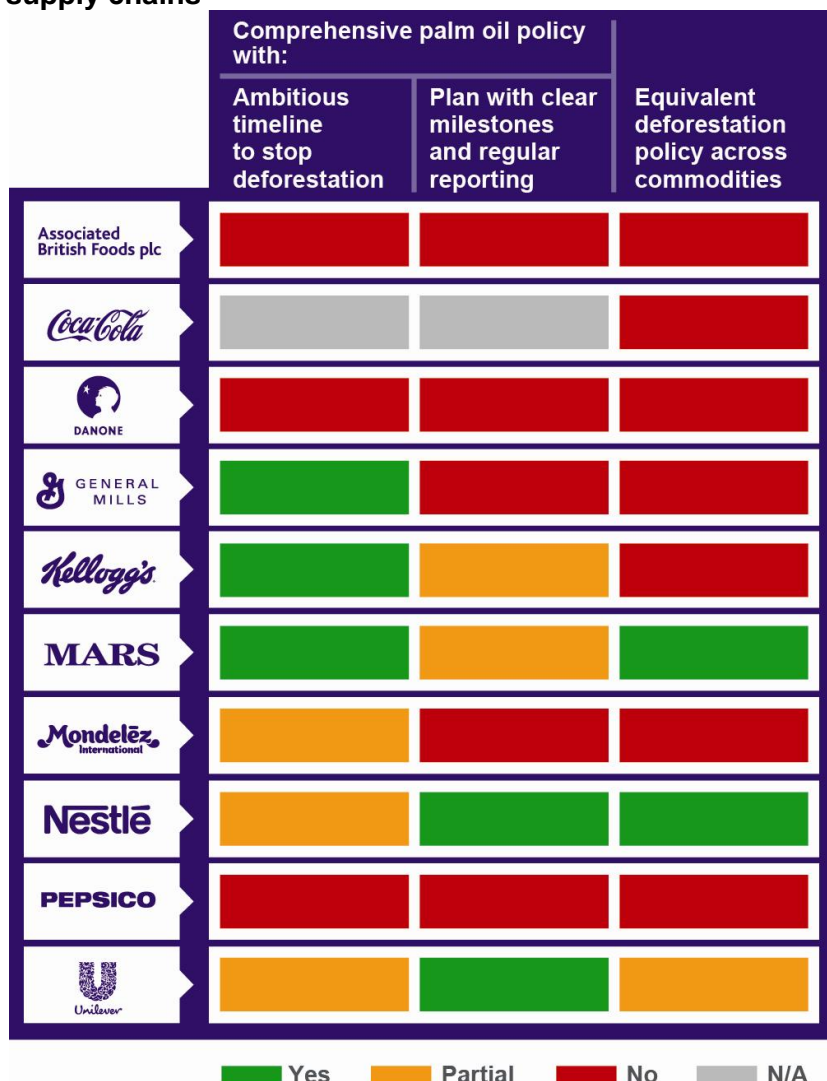 supply chains
Comprehensive palm oil policy
with:
Ambitious
timeline
to stop
deforestation
Plan with clear
milestones
and regular
reporting
Equivalent
deforestation
policy across
commodities
Associated
British Foods plc
Coca-Cola
DANONE
GENERAL
MILLS
Kellogg's
MARS
Mondelēz
International
Nestlé
PEPSICO
Unilever
Yes Partial No N/A